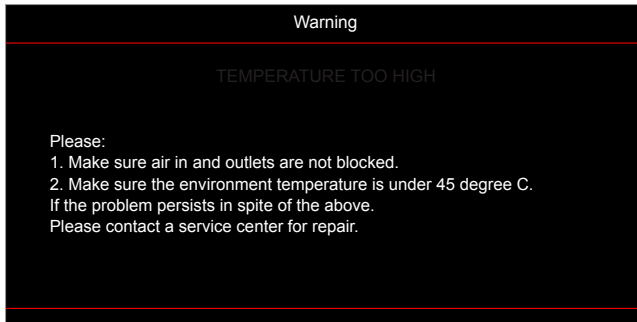 Warning
TEMPERATURE TOO HIGH
Please:
1. Make sure air in and outlets are not blocked.
2. Make sure the environment temperature is under 45 degree C.
If the problem persists in spite of the above.
Please contact a service center for repair.